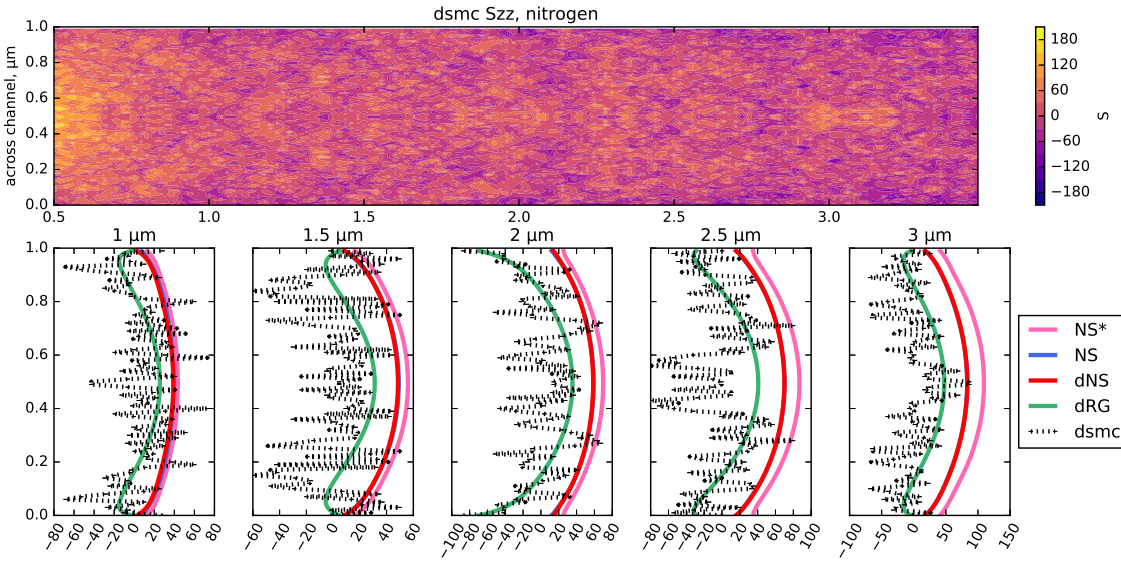 dsmc Szz, nitrogen
across channel, µm
1.0
0.8
0.6
0.4
0.2
0.0
0.5 1.0 1.5 2.0 2.5 3.0
180
120
60
0
−60
−120
−180
S
1 µm 1.5 µm 2 µm 2.5 µm 3 µm
1.0
0.8
0.6
0.4
0.2
0.0
−80 −60 −40 −20 0 20 40 60 80
−60 −40 −20 0 20 40 60
−100 −80 −60 −40 −20 0 20 40 60 80
−80 −60 −40 −20 0 20 40 60 80 100
−100 −50 0 50 100 150
NS*
NS
dNS
dRG
dsmc